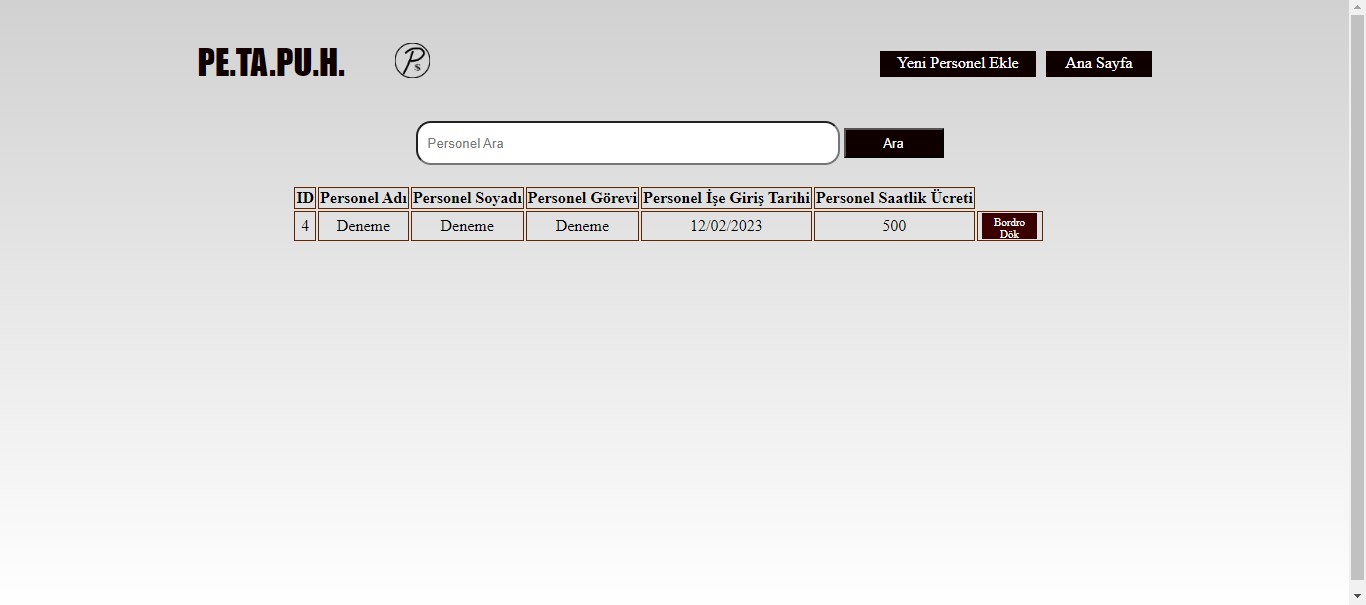 PE.TA.PU.H.
P$
Yeni Personel Ekle
Ana Sayfa
Personel Ara
Ara
ID Personel Adı Personel Soyadı Personel Görevi Personel İşe Giriş Tarihi Personel Saatlik Ücreti
4 Deneme Deneme Deneme 12/02/2023 500 Bordro
Dök